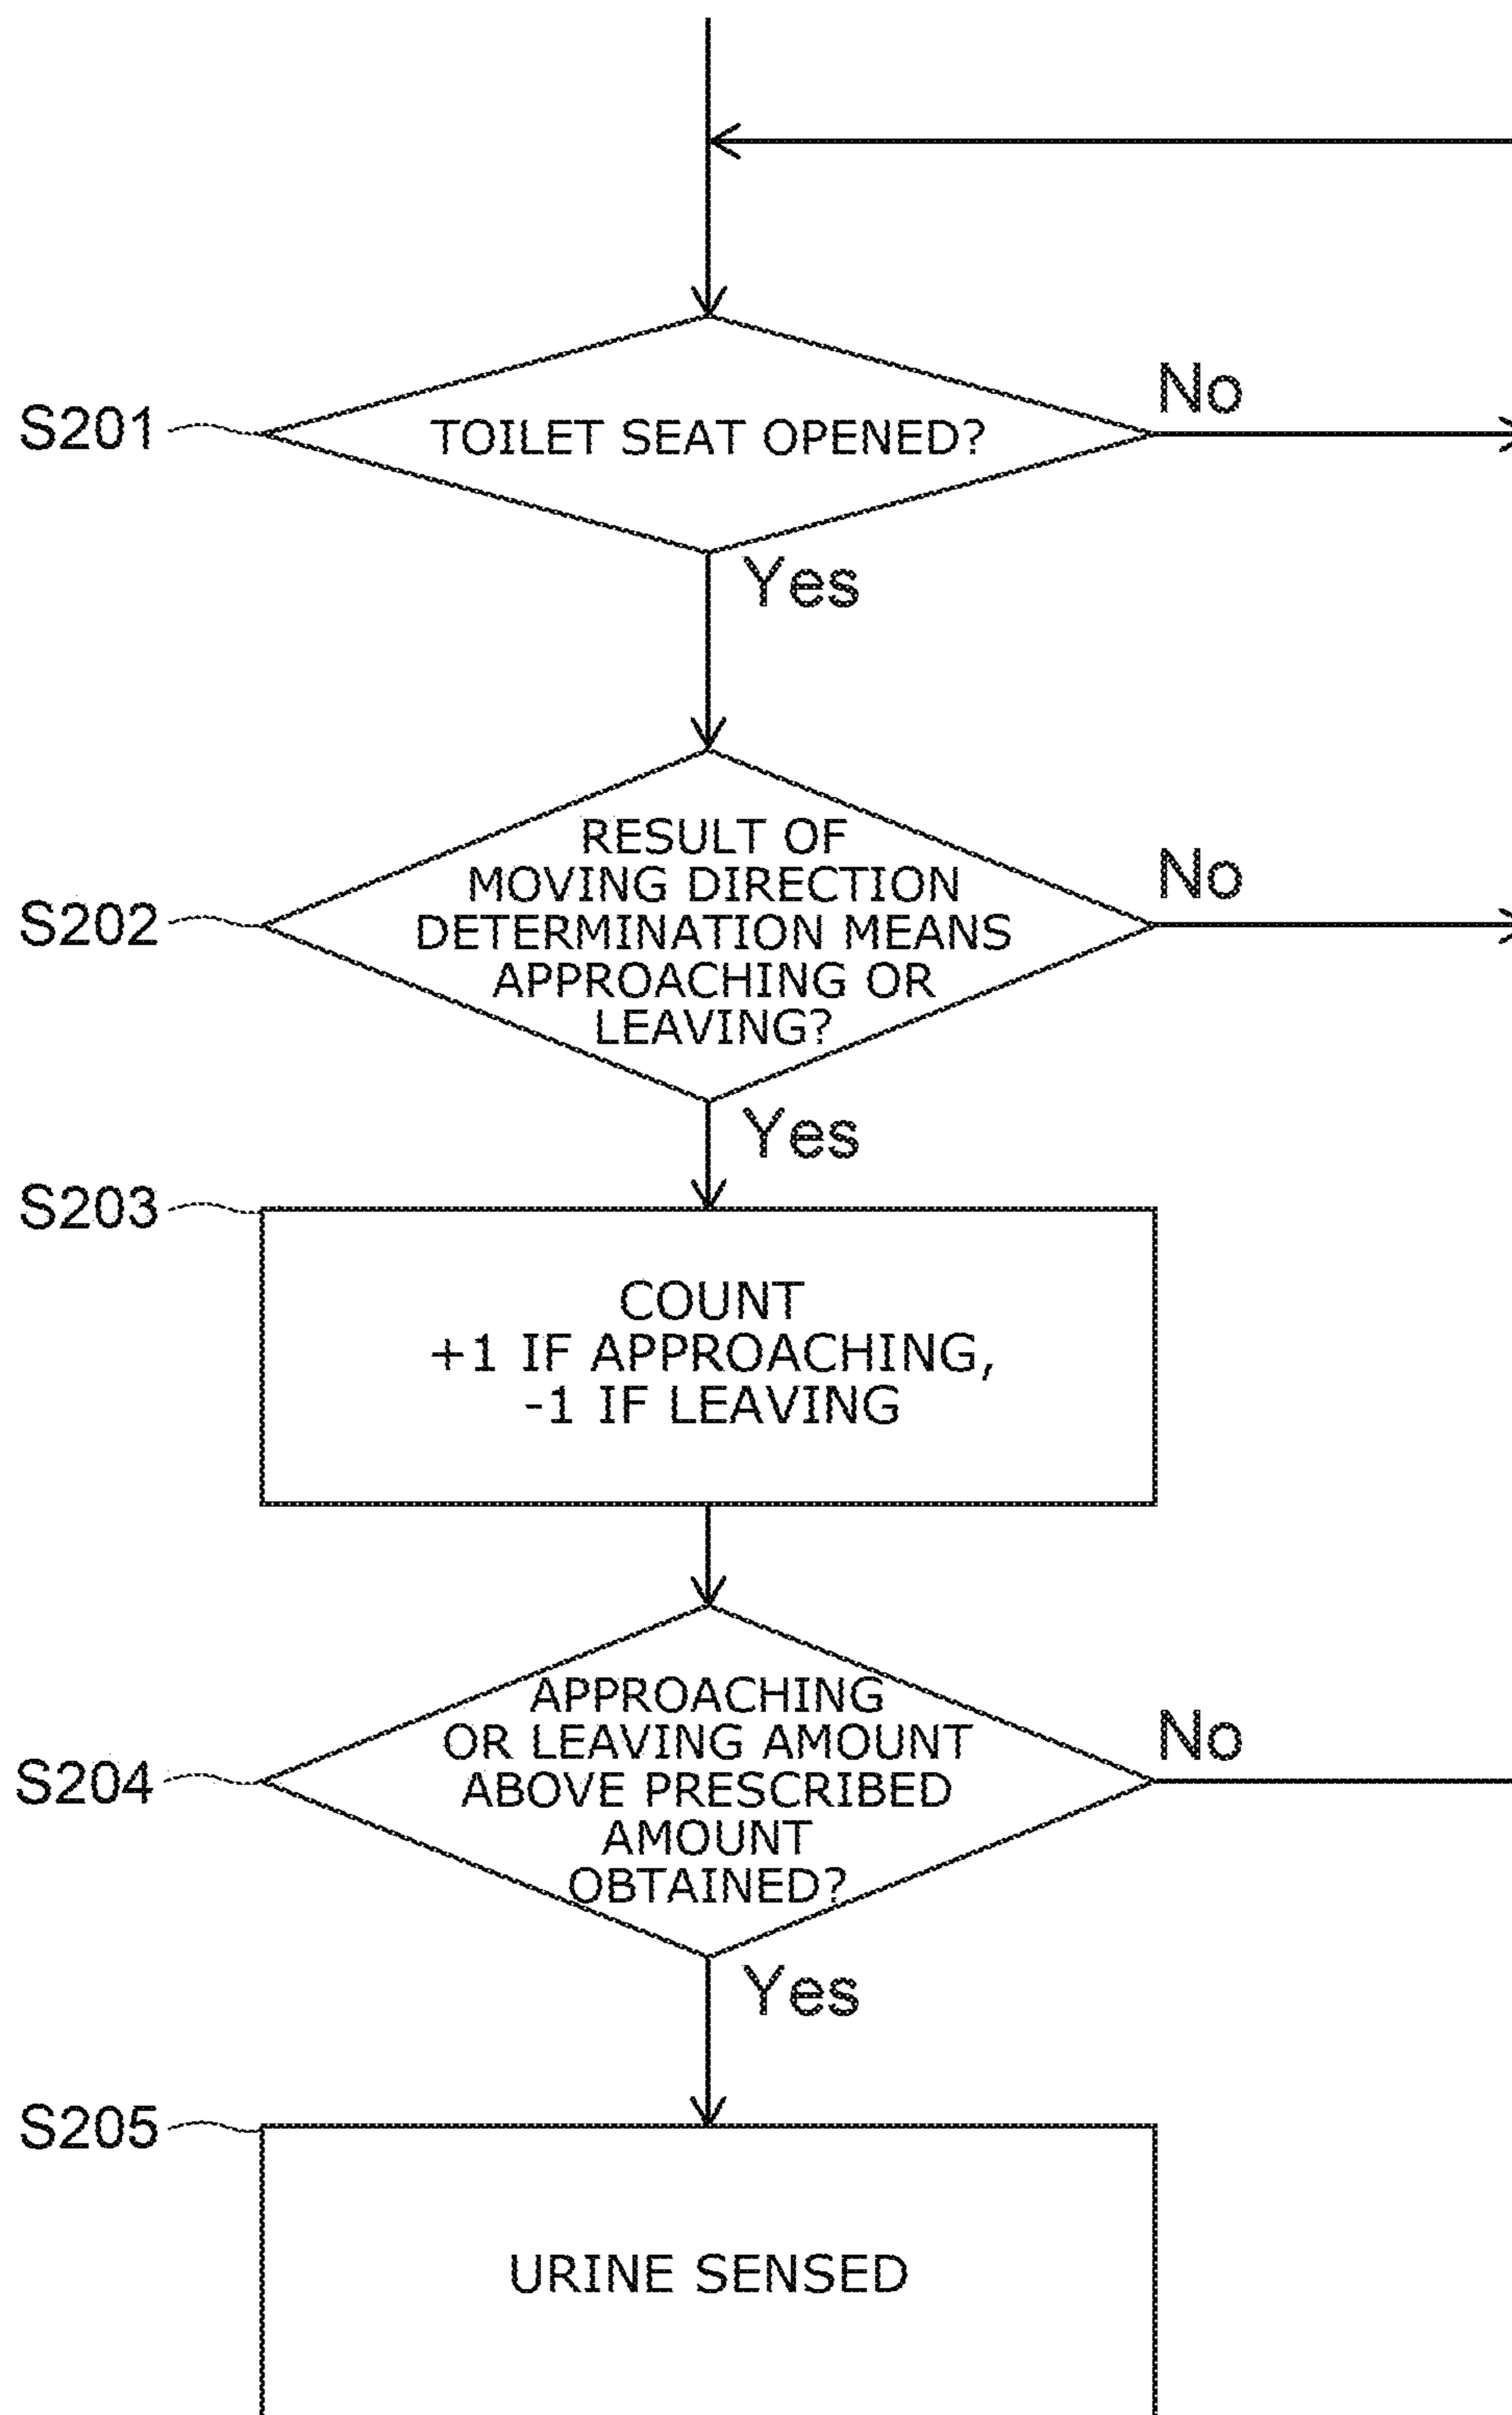 S201
TOILET SEAT OPENED?
No
Yes
S202
RESULT OF
MOVING DIRECTION
DETERMINATION MEANS
APPROACHING OR
LEAVING?
No
Yes
S203
COUNT
+1 IF APPROACHING,
-1 IF LEAVING
S204
APPROACHING
OR LEAVING AMOUNT
ABOVE PRESCRIBED
AMOUNT
OBTAINED?
No
Yes
S205
URINE SENSED